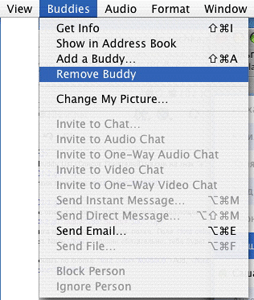 View Buddies Audio Format Window
Get Info ⇧⌘I
Show in Address Book
Add a Buddy... ⇧⌘A
Remove Buddy
Change My Picture...
Invite to Chat...
Invite to Audio Chat
Invite to One-Way Audio Chat
Invite to Video Chat
Invite to One-Way Video Chat
Send Instant Message... ⌥⌘M
Send Direct Message... ⌥⇧⌘M
Send Email... ⌥⌘E
Send File... ⌥⌘F
Block Person
Ignore Person